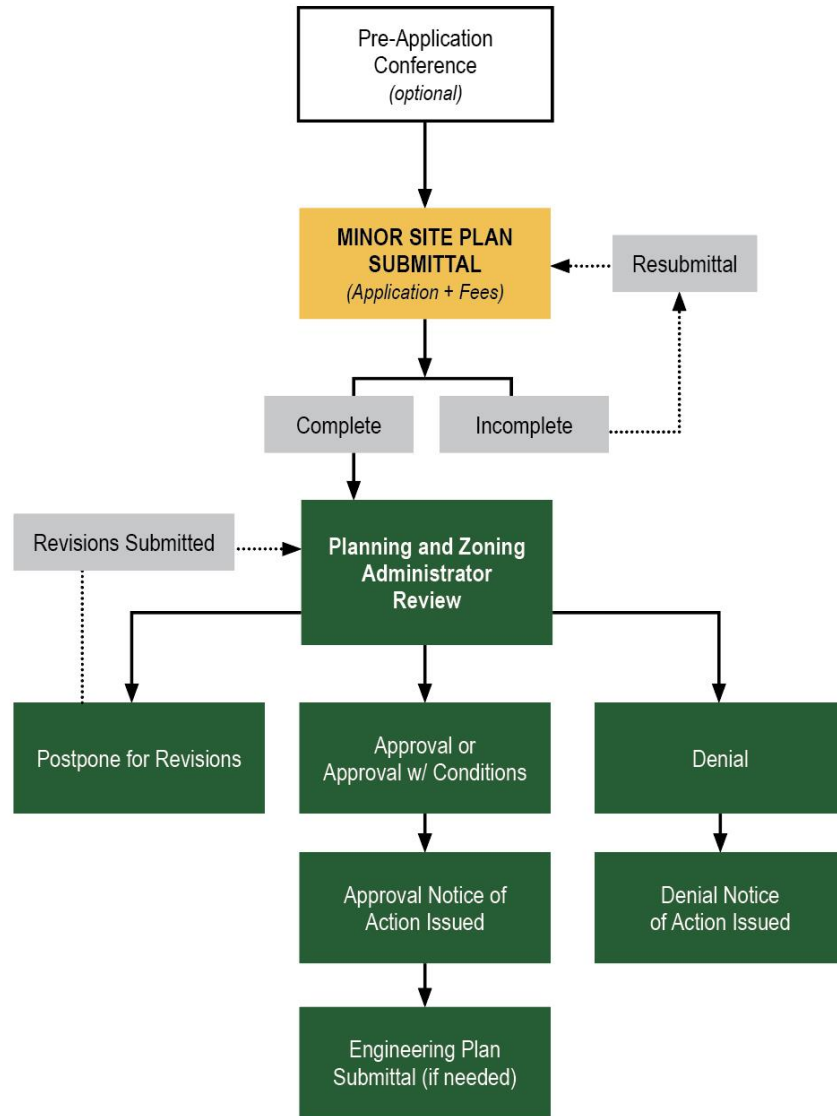 Pre-Application
Conference
(optional)
MINOR SITE PLAN
SUBMITTAL
(Application + Fees)
Resubmittal
Complete
Incomplete
Revisions Submitted
Planning and Zoning
Administrator
Review
Postpone for Revisions
Approval or
Approval w/ Conditions
Denial
Approval Notice of
Action Issued
Denial Notice
of Action Issued
Engineering Plan
Submittal (if needed)